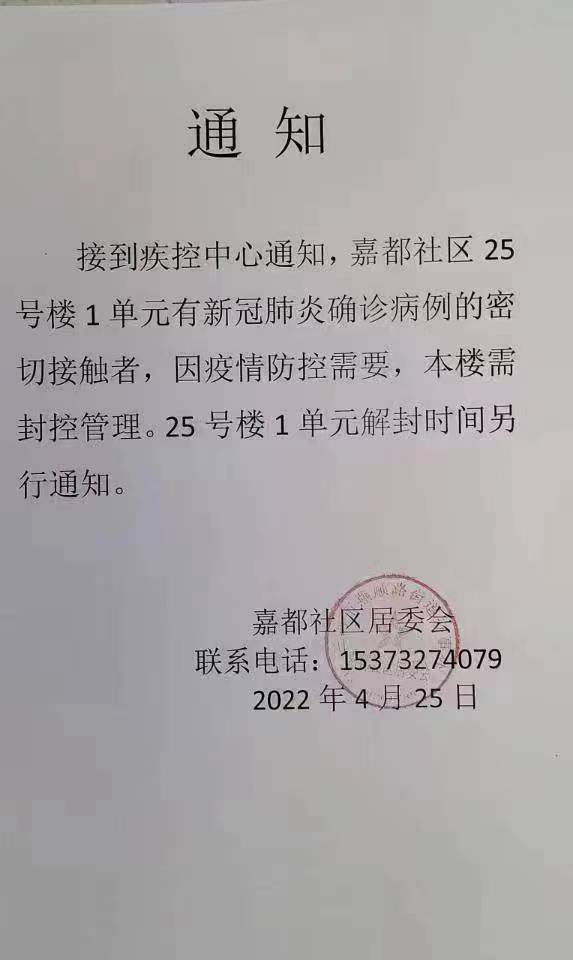 通知
接到疾控中心通知，嘉都社区 25
号楼 1 单元有新冠肺炎确诊病例的密
切接触者，因疫情防控需要，本楼需
封控管理。25 号楼 1 单元解封时间另
行通知。
嘉都社区居委会
联系电话：15373274079
2022 年 4 月 25 日